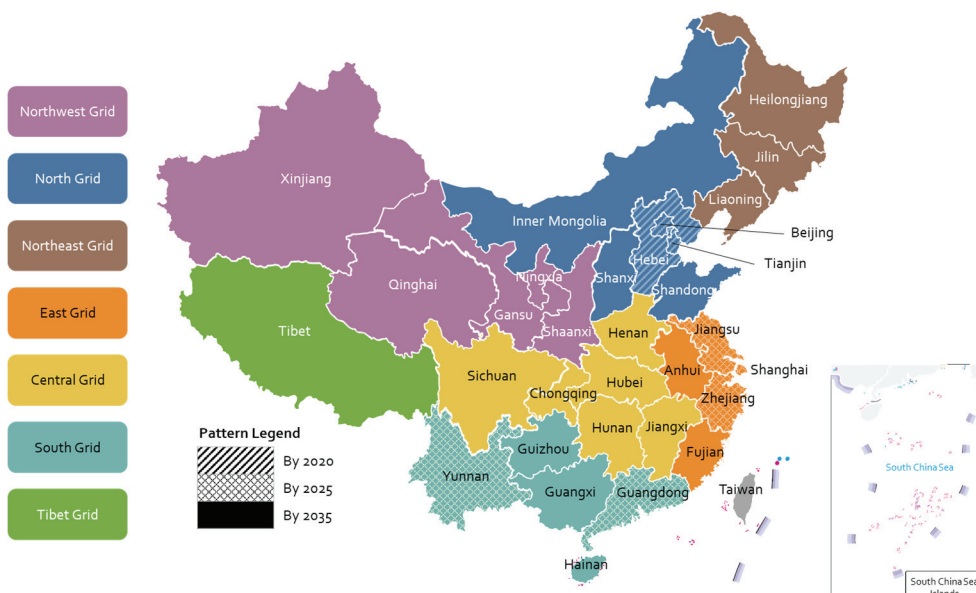 Northwest Grid
North Grid
Northeast Grid
East Grid
Central Grid
South Grid
Tibet Grid
Pattern Legend
By 2020
By 2025
By 2035
Heilongjiang
Jilin
Liaoning
Xinjiang
Inner Mongolia
Beijing
Hebei
Tianjin
Ningxia
Shanxi
Shandong
Qinghai
Gansu
Shaanxi
Henan
Jiangsu
Tibet
Anhui
Shanghai
Sichuan
Hubei
Chongqing
Zhejiang
Hunan
Jiangxi
Guizhou
Fujian
Yunnan
Guangxi
Guangdong
Taiwan
Hainan
South China Sea
South China Sea
Islands